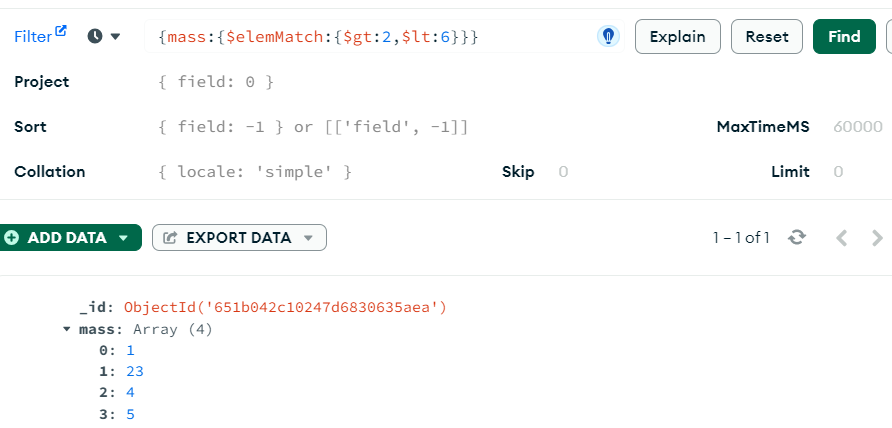 Filter {mass:{$elemMatch:{$gt:2,$lt:6}}} Explain Reset Find
Project { field: 0 }
Sort { field: -1 } or [['field', -1]] MaxTimeMS 60000
Collation { locale: 'simple' } Skip 0 Limit 0
ADD DATA EXPORT DATA 1 – 1 of 1
_id: ObjectId('651b042c10247d6830635aea')
mass: Array (4)
0: 1
1: 23
2: 4
3: 5